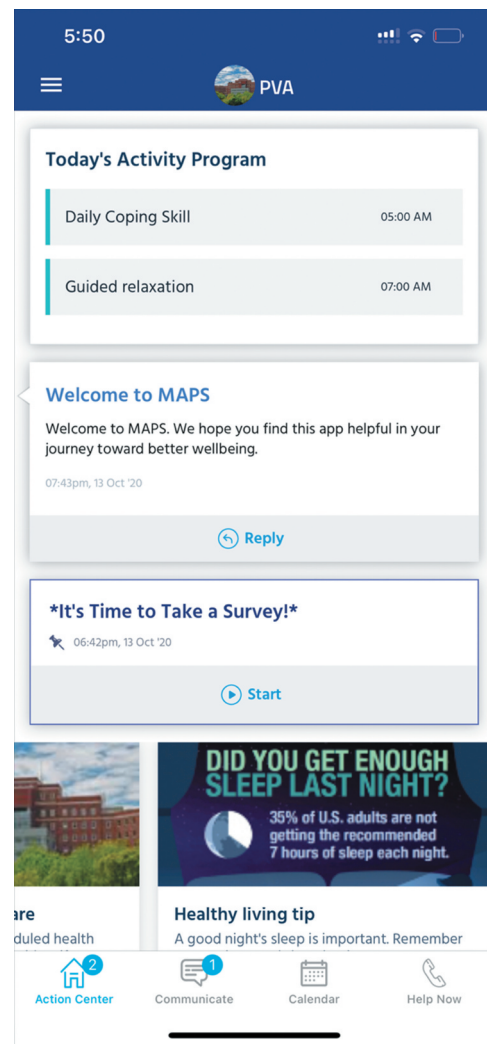 5:50
PVA
Today's Activity Program
Daily Coping Skill 05:00 AM
Guided relaxation 07:00 AM
Welcome to MAPS
Welcome to MAPS. We hope you find this app helpful in your
journey toward better wellbeing.
07:43pm, 13 Oct '20
Reply
*It's Time to Take a Survey!*
06:42pm, 13 Oct '20
Start
DID YOU GET ENOUGH
SLEEP LAST NIGHT?
35% of U.S. adults are not
getting the recommended
7 hours of sleep each night.
are
duled health
Healthy living tip
A good night's sleep is important. Remember
2
1
Action Center
Communicate
Calendar
Help Now